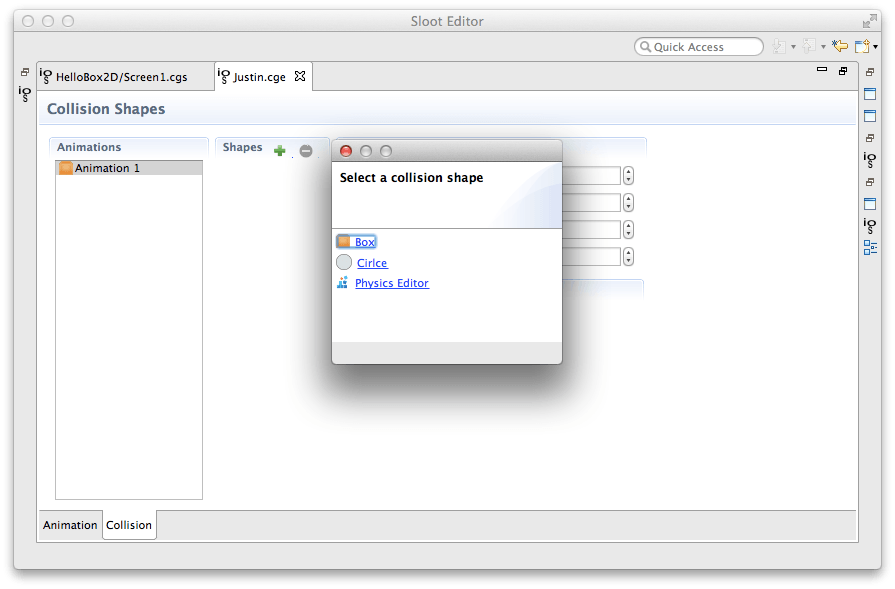 Sloot Editor
Quick Access
HelloBox2D/Screen1.cgs
Justin.cge
Collision Shapes
Animations
Shapes
Animation 1
Select a collision shape
Box
Cirlce
Physics Editor
Animation
Collision